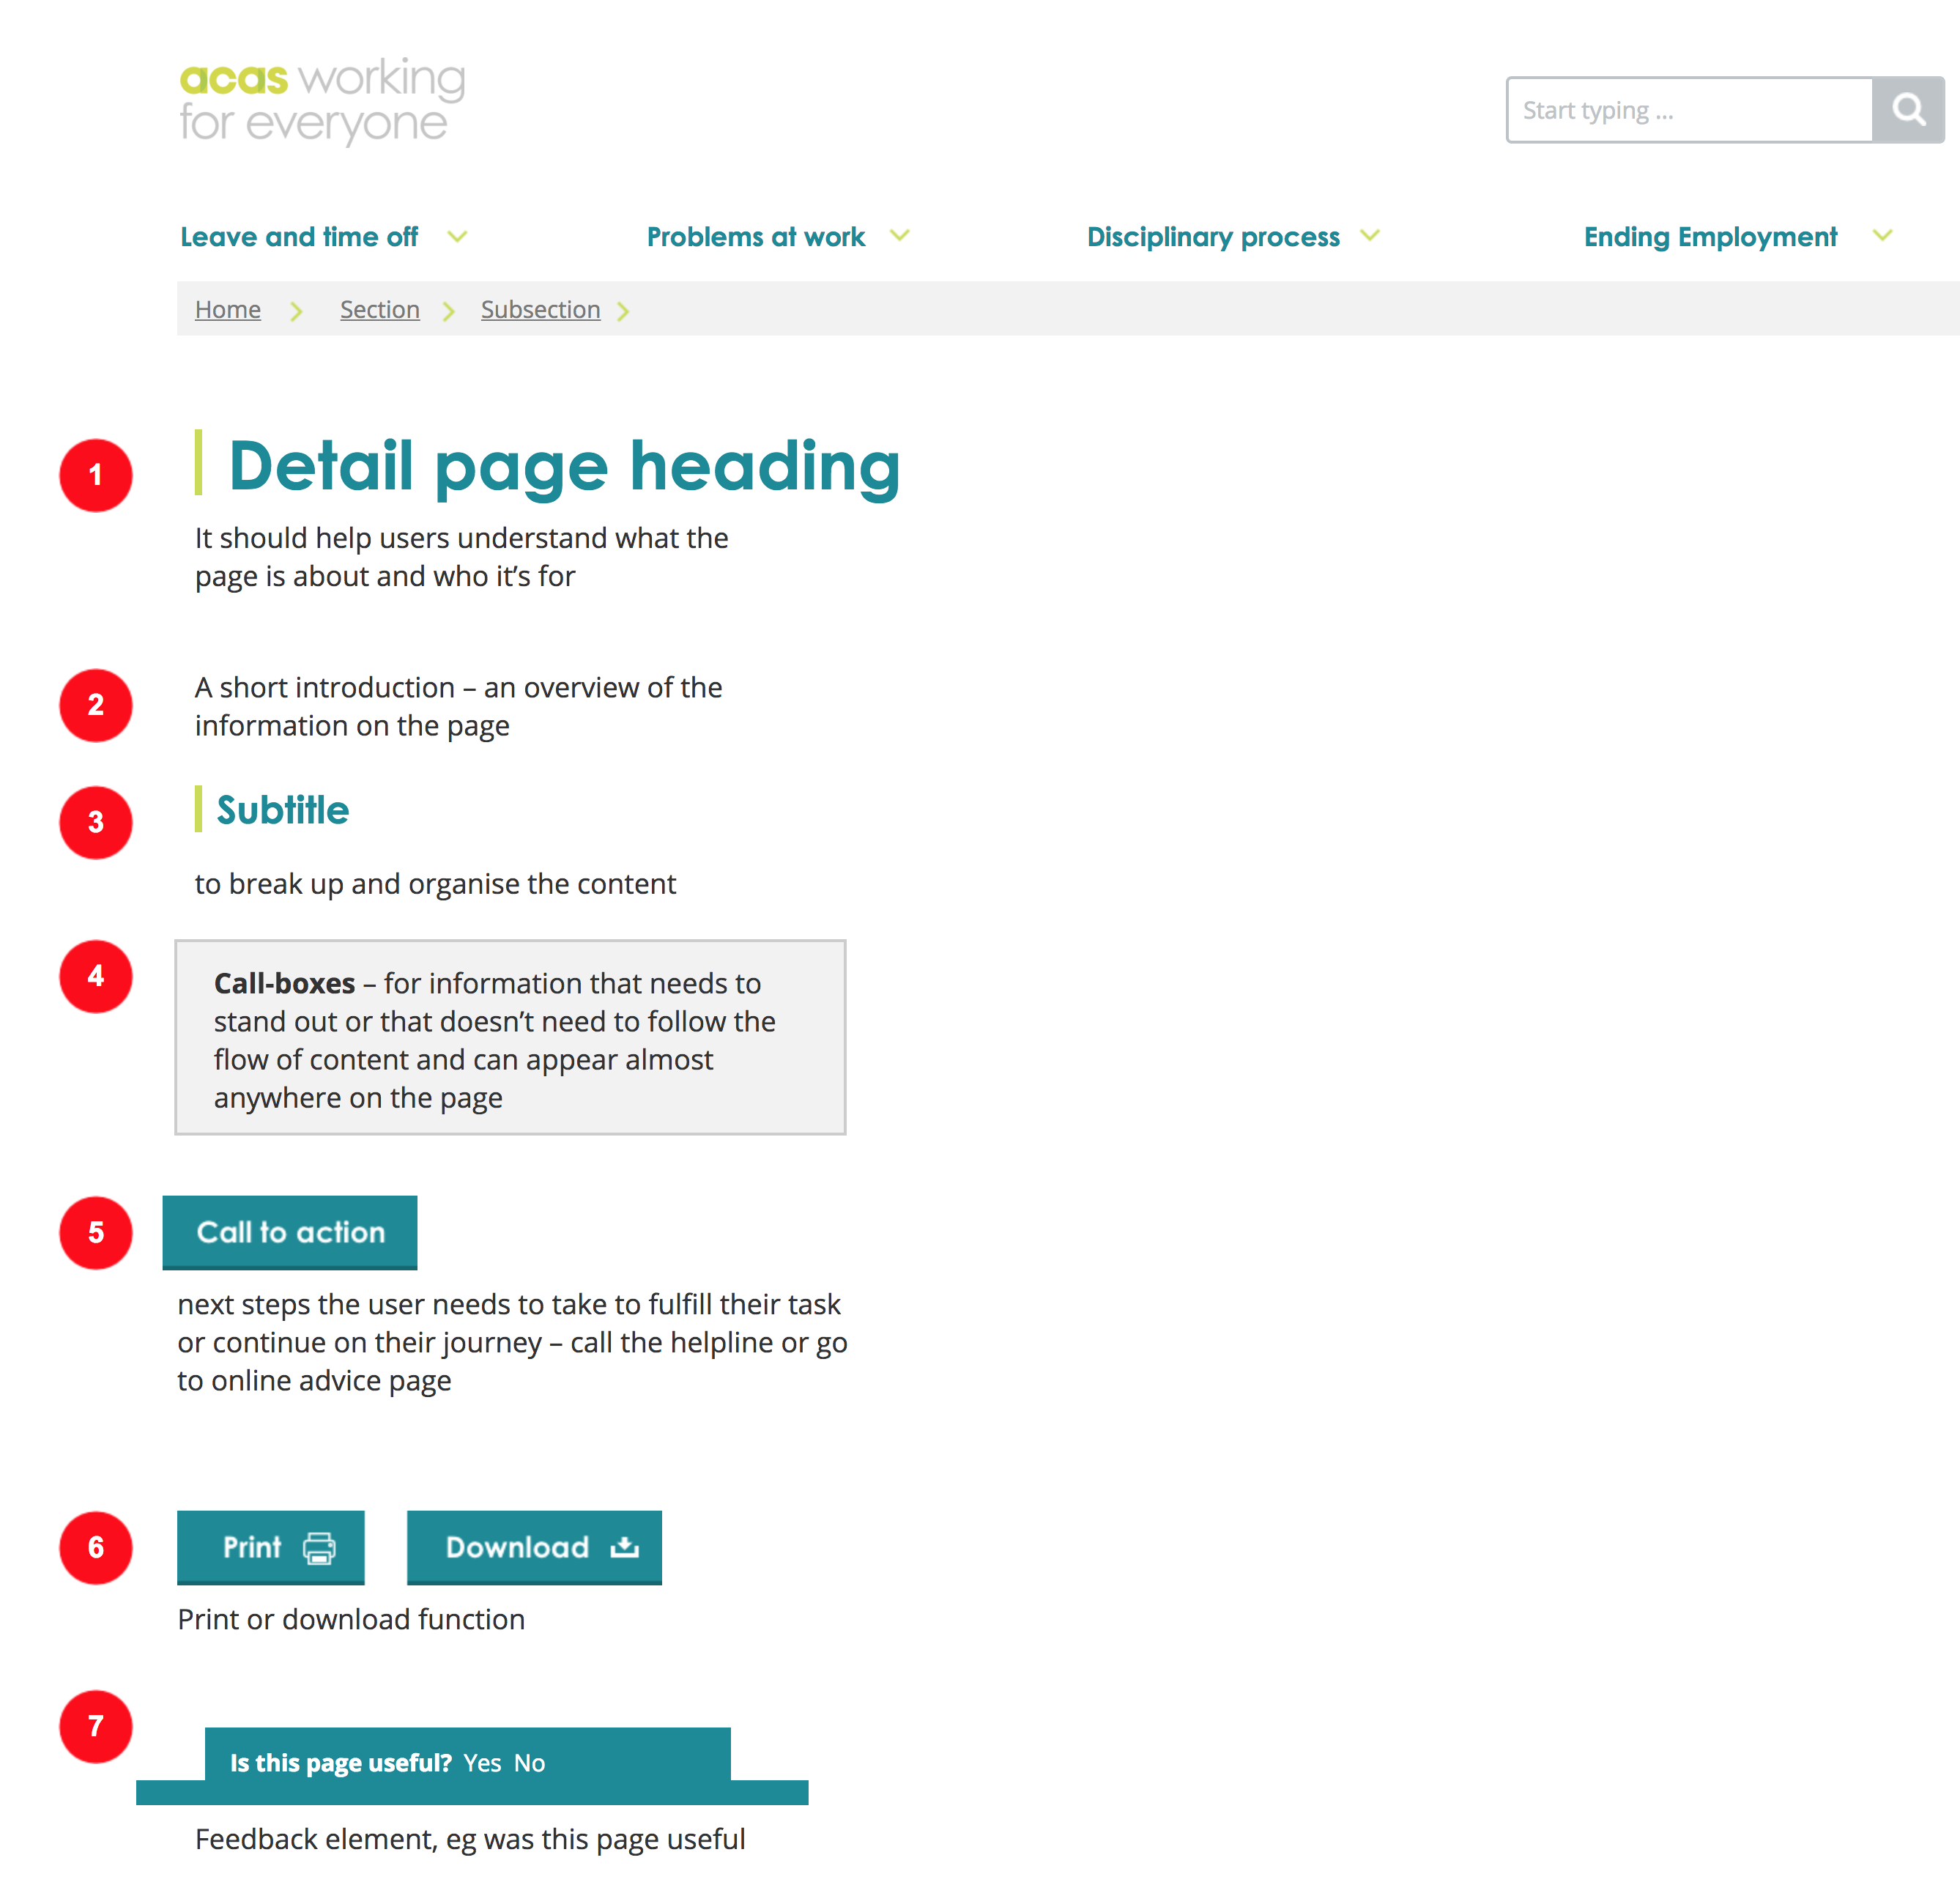 acas working
for everyone
Start typing ...
Leave and time off
Problems at work
Disciplinary process
Ending Employment
Home
Section
Subsection
1
Detail page heading
It should help users understand what the
page is about and who it’s for
2
A short introduction – an overview of the
information on the page
3
Subtitle
to break up and organise the content
4
Call-boxes – for information that needs to
stand out or that doesn’t need to follow the
flow of content and can appear almost
anywhere on the page
5
Call to action
next steps the user needs to take to fulfill their task
or continue on their journey – call the helpline or go
to online advice page
6
Print
Download
Print or download function
7
Is this page useful? Yes No
Feedback element, eg was this page useful